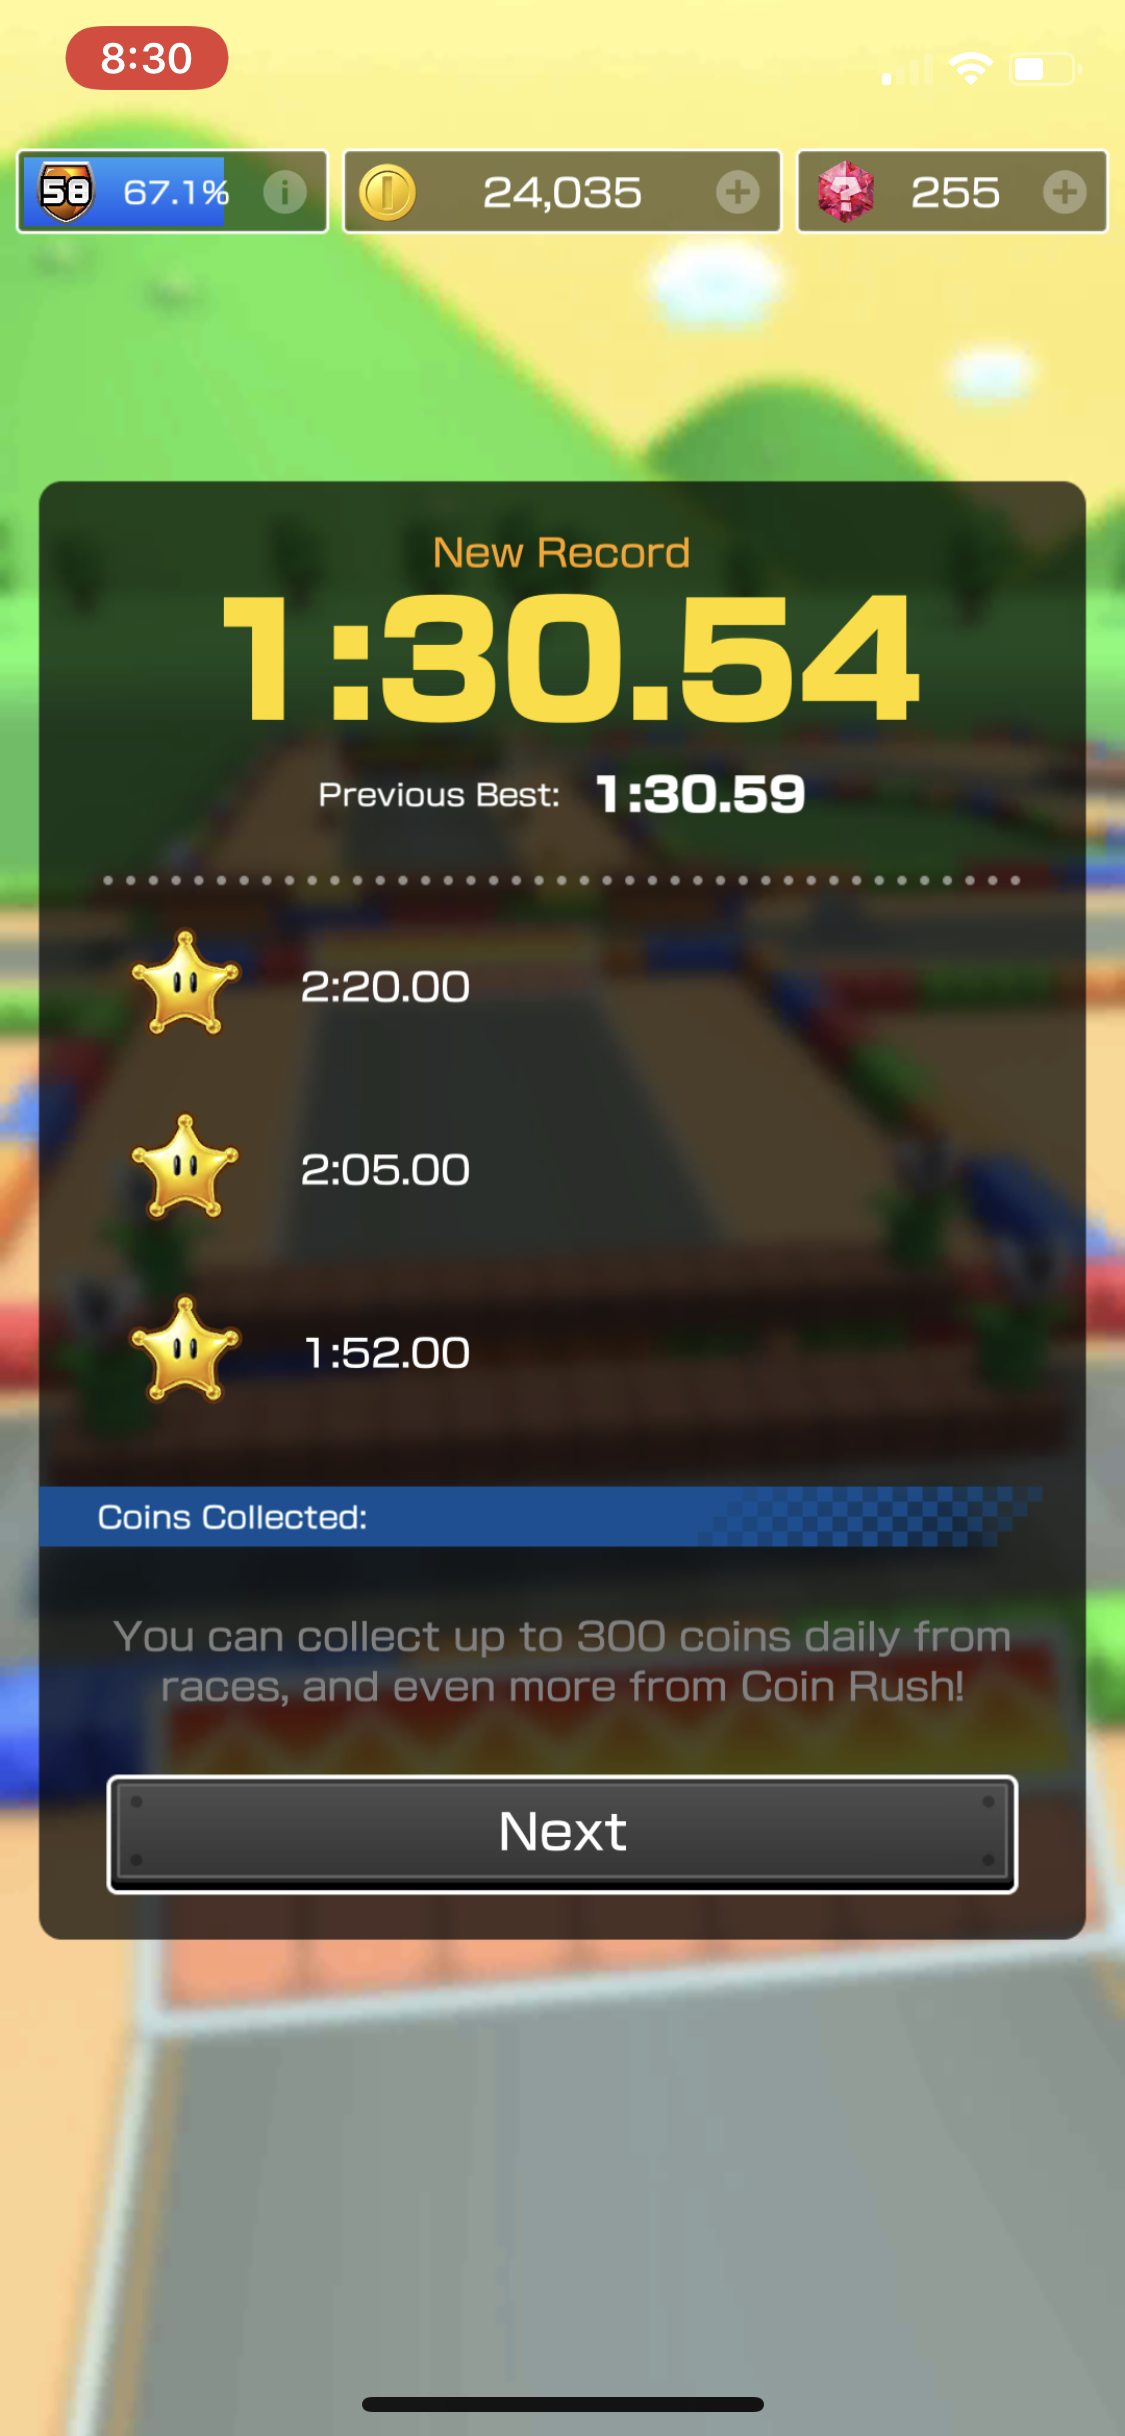 8:30
58 67.1% i 24,035 + ? 255 +
New Record
1:30.54
Previous Best: 1:30.59
2:20.00
2:05.00
1:52.00
Coins Collected:
You can collect up to 300 coins daily from
races, and even more from Coin Rush!
Next